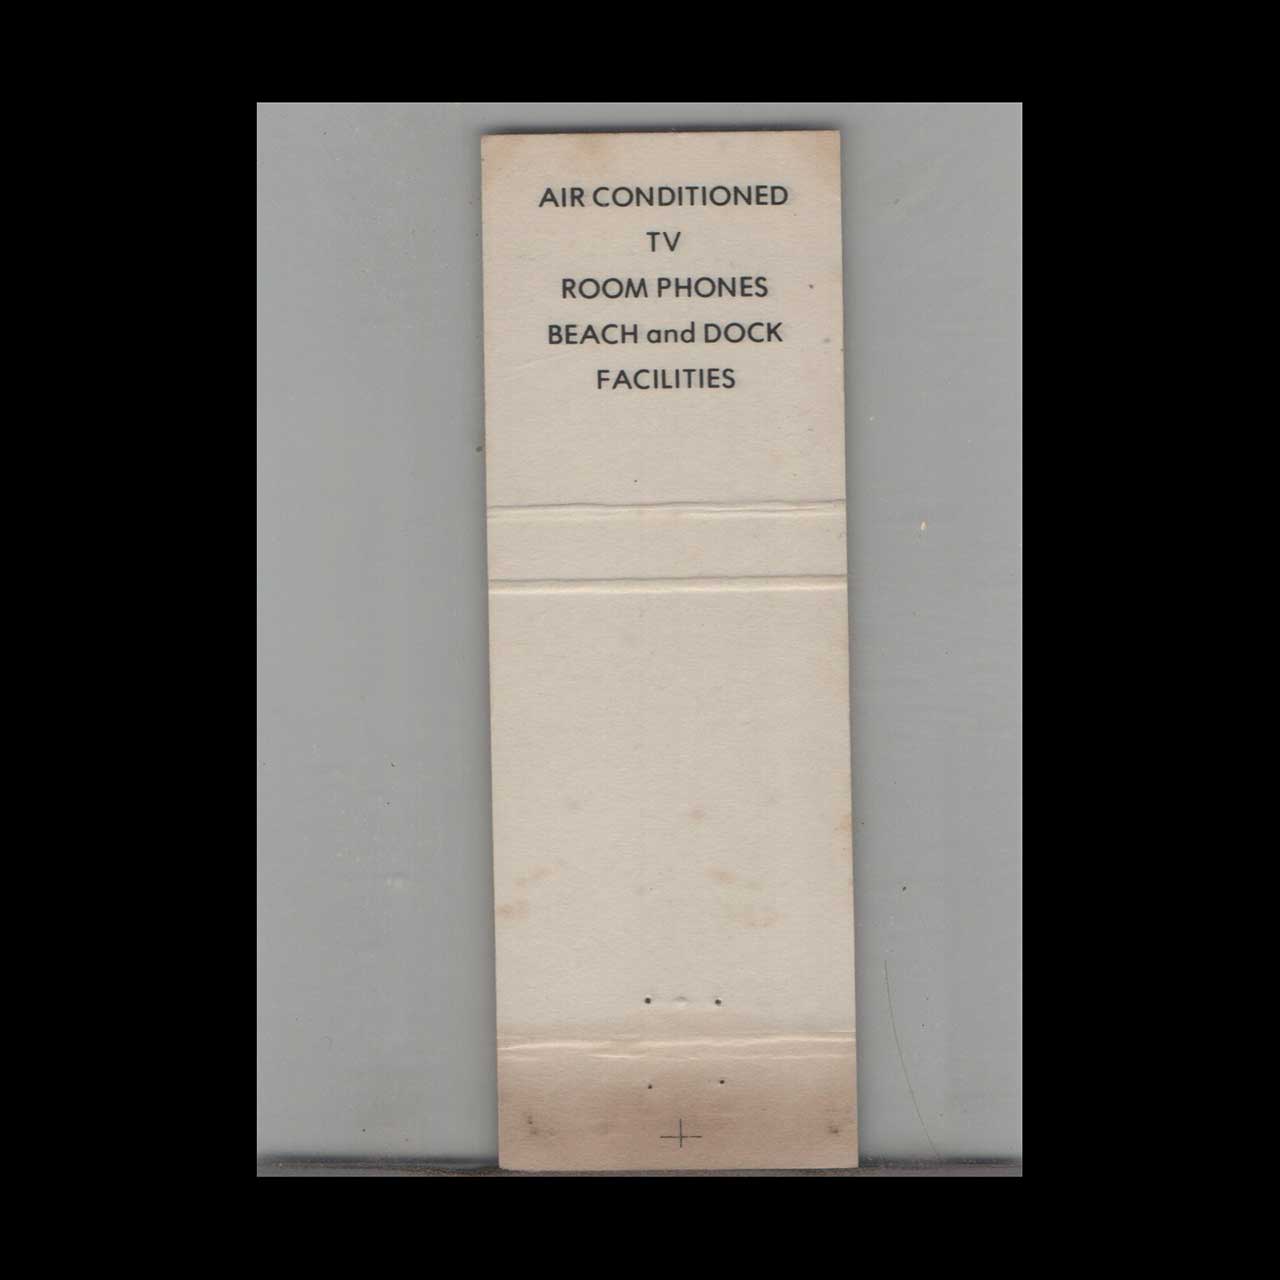 AIR CONDITIONED
TV
ROOM PHONES
BEACH and DOCK
FACILITIES